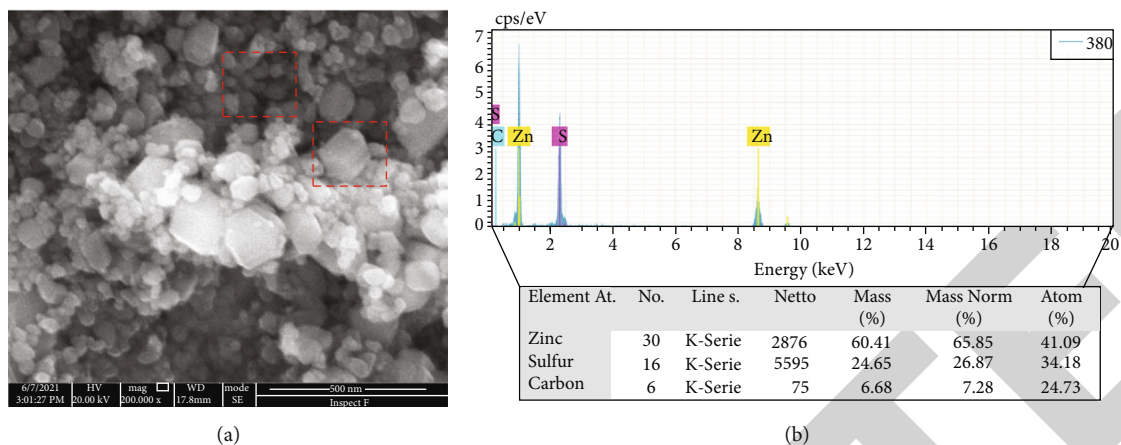 6/7/2021 HV mag WD mode 500 nm
3:01:27 PM 20.00 kV 200.000 x 17.8mm SE Inspect F
(a)
cps/eV
380
7
6
5
4
3
2
1
0
S
C Zn S Zn
2 4 6 8 10 12 14 16 18 20
Energy (keV)
Element At. No. Line s. Netto Mass Mass Norm Atom
(%) (%) (%)
Zinc 30 K-Serie 2876 60.41 65.85 41.09
Sulfur 16 K-Serie 5595 24.65 26.87 34.18
Carbon 6 K-Serie 75 6.68 7.28 24.73
(b)